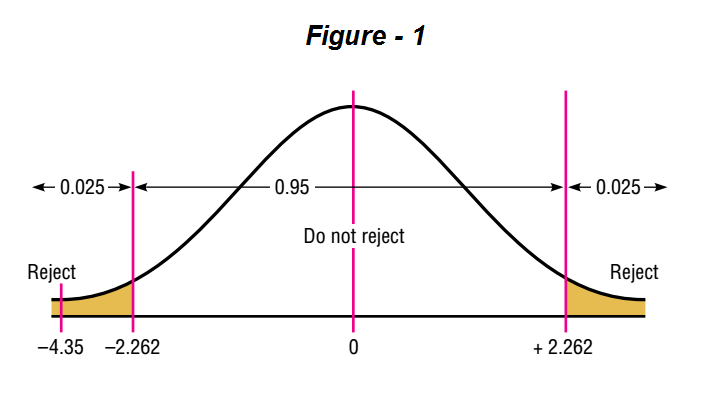 Figure - 1
0.025 0.95 0.025
Do not reject
Reject Reject
–4.35 –2.262 0 + 2.262